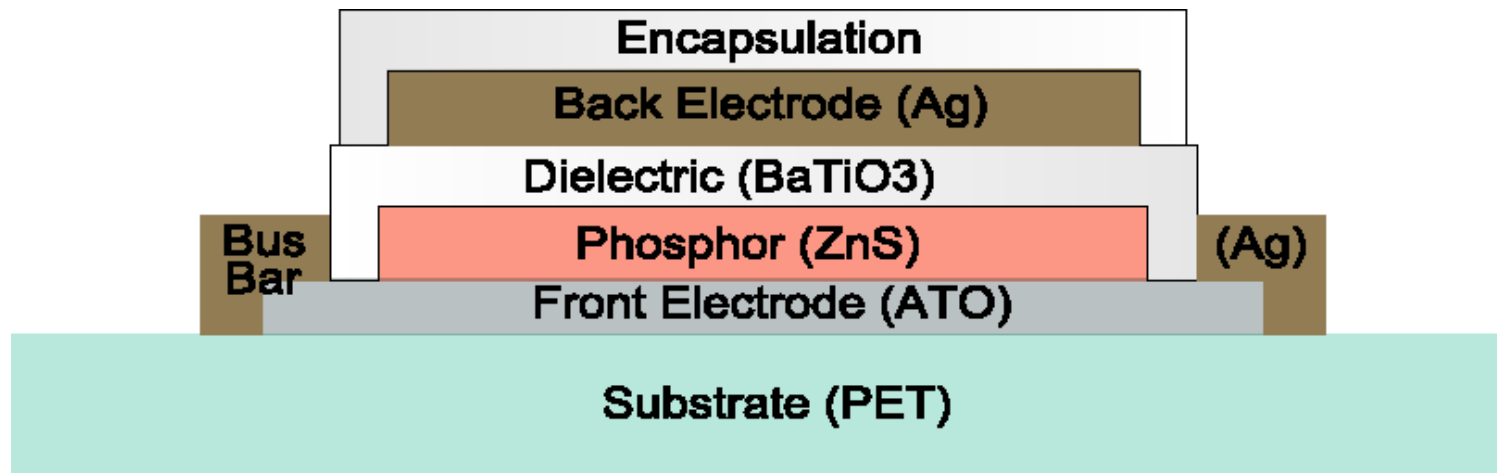 Encapsulation
Back Electrode (Ag)
Dielectric (BaTiO3)
Bus
Bar
Phosphor (ZnS)
(Ag)
Front Electrode (ATO)
Substrate (PET)